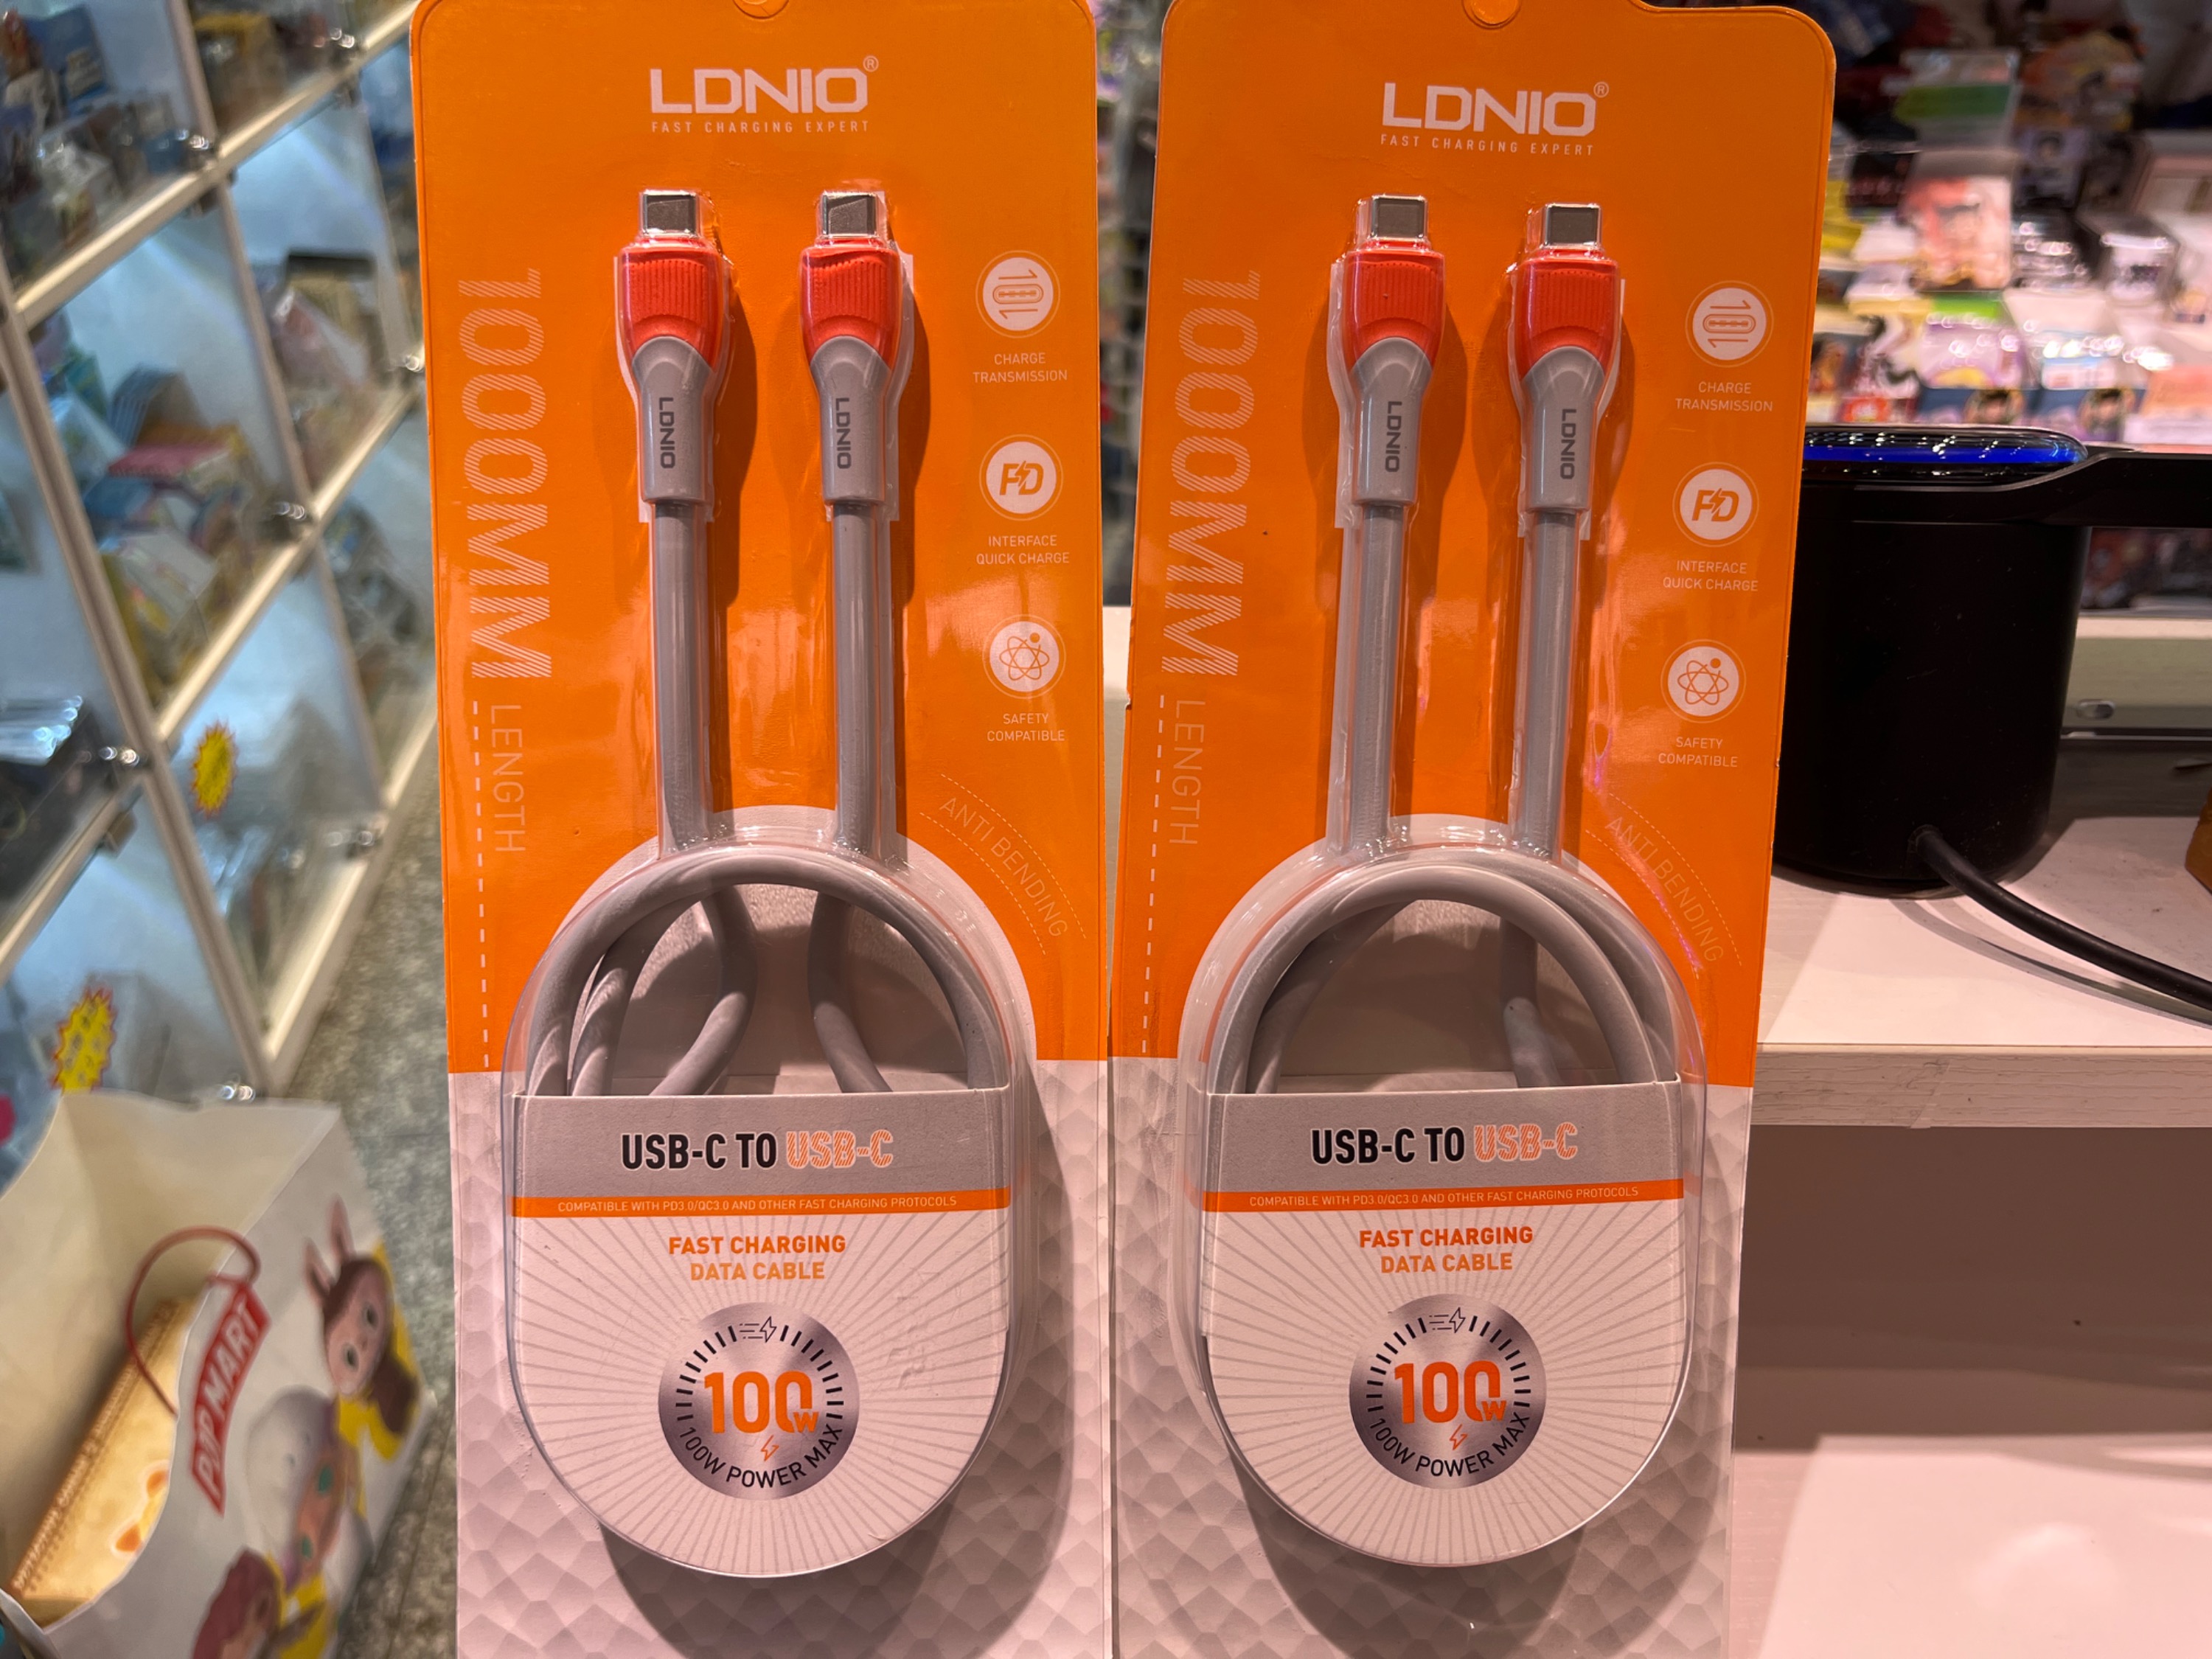 LDNIO®
FAST CHARGING EXPERT
1000MM LENGTH
LDNIO
LDNIO
CHARGE
TRANSMISSION
PD
INTERFACE
QUICK CHARGE
SAFETY
COMPATIBLE
ANTI BENDING
USB-C TO USB-C
COMPATIBLE WITH PD3.0/QC3.0 AND OTHER FAST CHARGING PROTOCOLS
FAST CHARGING
DATA CABLE
100W
100W POWER MAX
LDNIO®
FAST CHARGING EXPERT
1000MM LENGTH
LDNIO
LDNIO
CHARGE
TRANSMISSION
PD
INTERFACE
QUICK CHARGE
SAFETY
COMPATIBLE
ANTI BENDING
USB-C TO USB-C
COMPATIBLE WITH PD3.0/QC3.0 AND OTHER FAST CHARGING PROTOCOLS
FAST CHARGING
DATA CABLE
100W
100W POWER MAX
POP MART